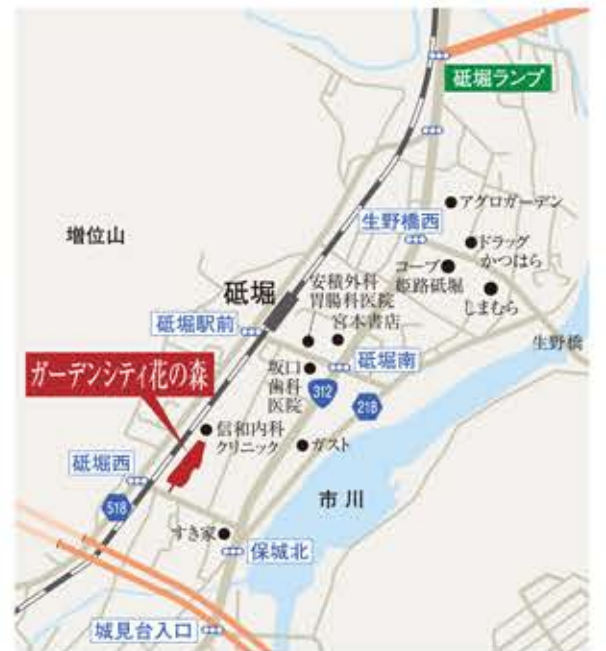 砥堀ランプ
アグロガーデン
増位山
生野橋西
ドラッグ
かつはら
コープ
姫路砥堀
しまむら
砥堀
安積外科
胃腸科医院
宮本書店
生野橋
砥堀駅前
砥堀南
ガーデンシティ花の森
坂口
歯科
医院
312
218
信和内科
クリニック
ガスト
砥堀西
市川
518
すき家
保城北
城見台入口